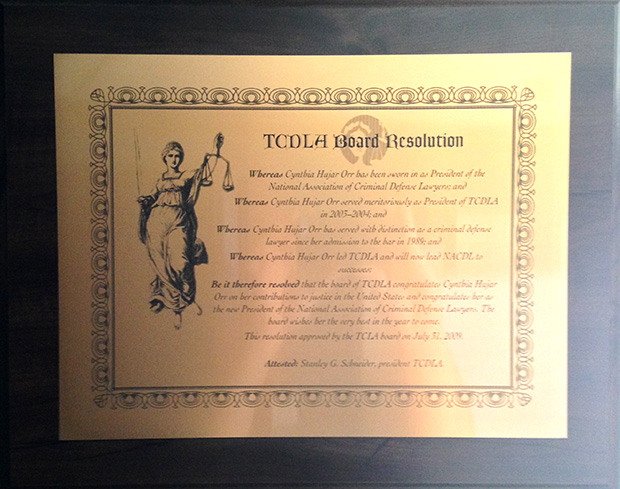 TCDLA Board Resolution
Whereas Cynthia Hujar Orr has been sworn in as President of the
National Association of Criminal Defense Lawyers; and
Whereas Cynthia Hujar Orr served meritoriously as President of TCDLA
in 2003–2004; and
Whereas Cynthia Hujar Orr has served with distinction as a criminal defense
lawyer since her admission to the bar in 1989; and
Whereas Cynthia Hujar Orr led TCDLA and will now lead NACDL to
successes:
Be it therefore resolved that the board of TCDLA congratulates Cynthia Hujar
Orr on her contributions to justice in the United States and congratulates her as
the new President of the National Association of Criminal Defense Lawyers. The
board wishes her the very best in the year to come.
This resolution approved by the TCLA board on July 31, 2009.
Attested: Stanley G. Schneider, president TCDLA.